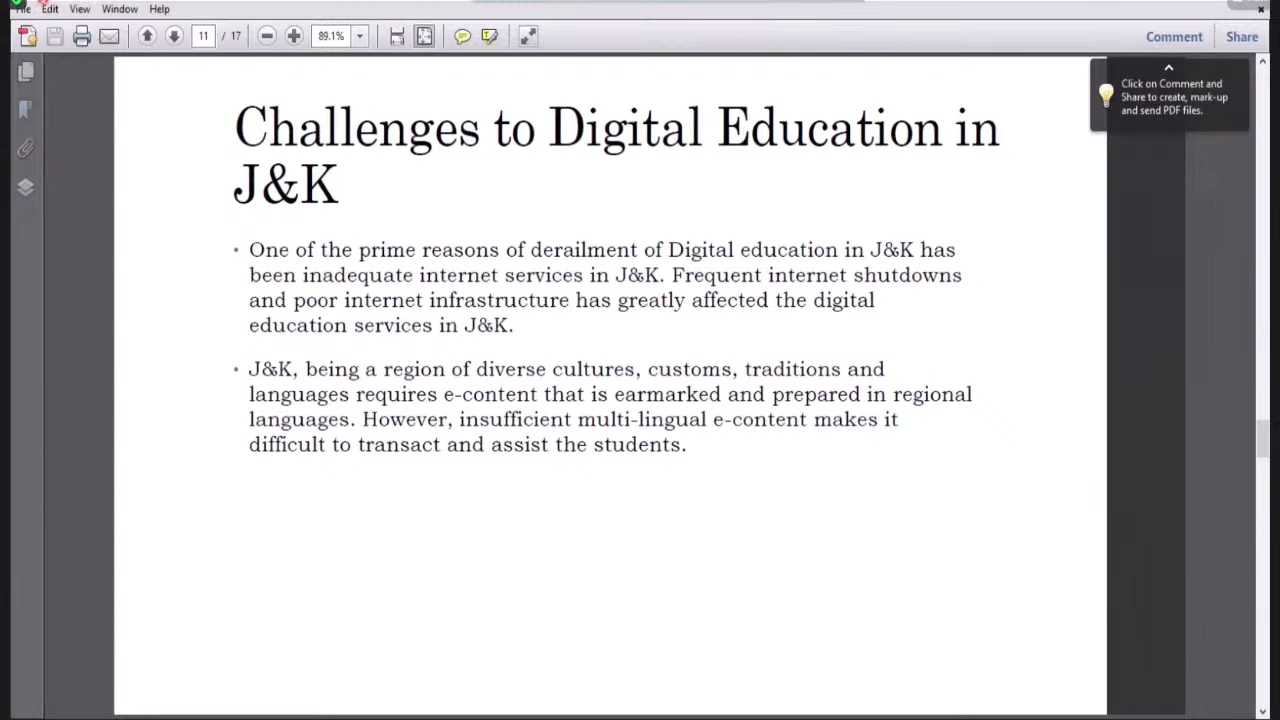 File Edit View Window Help
11 / 17 89.1% Comment Share
Click on Comment and
Share to create, mark-up
and send PDF files.
Challenges to Digital Education in
J&K
• One of the prime reasons of derailment of Digital education in J&K has
been inadequate internet services in J&K. Frequent internet shutdowns
and poor internet infrastructure has greatly affected the digital
education services in J&K.
• J&K, being a region of diverse cultures, customs, traditions and
languages requires e-content that is earmarked and prepared in regional
languages. However, insufficient multi-lingual e-content makes it
difficult to transact and assist the students.